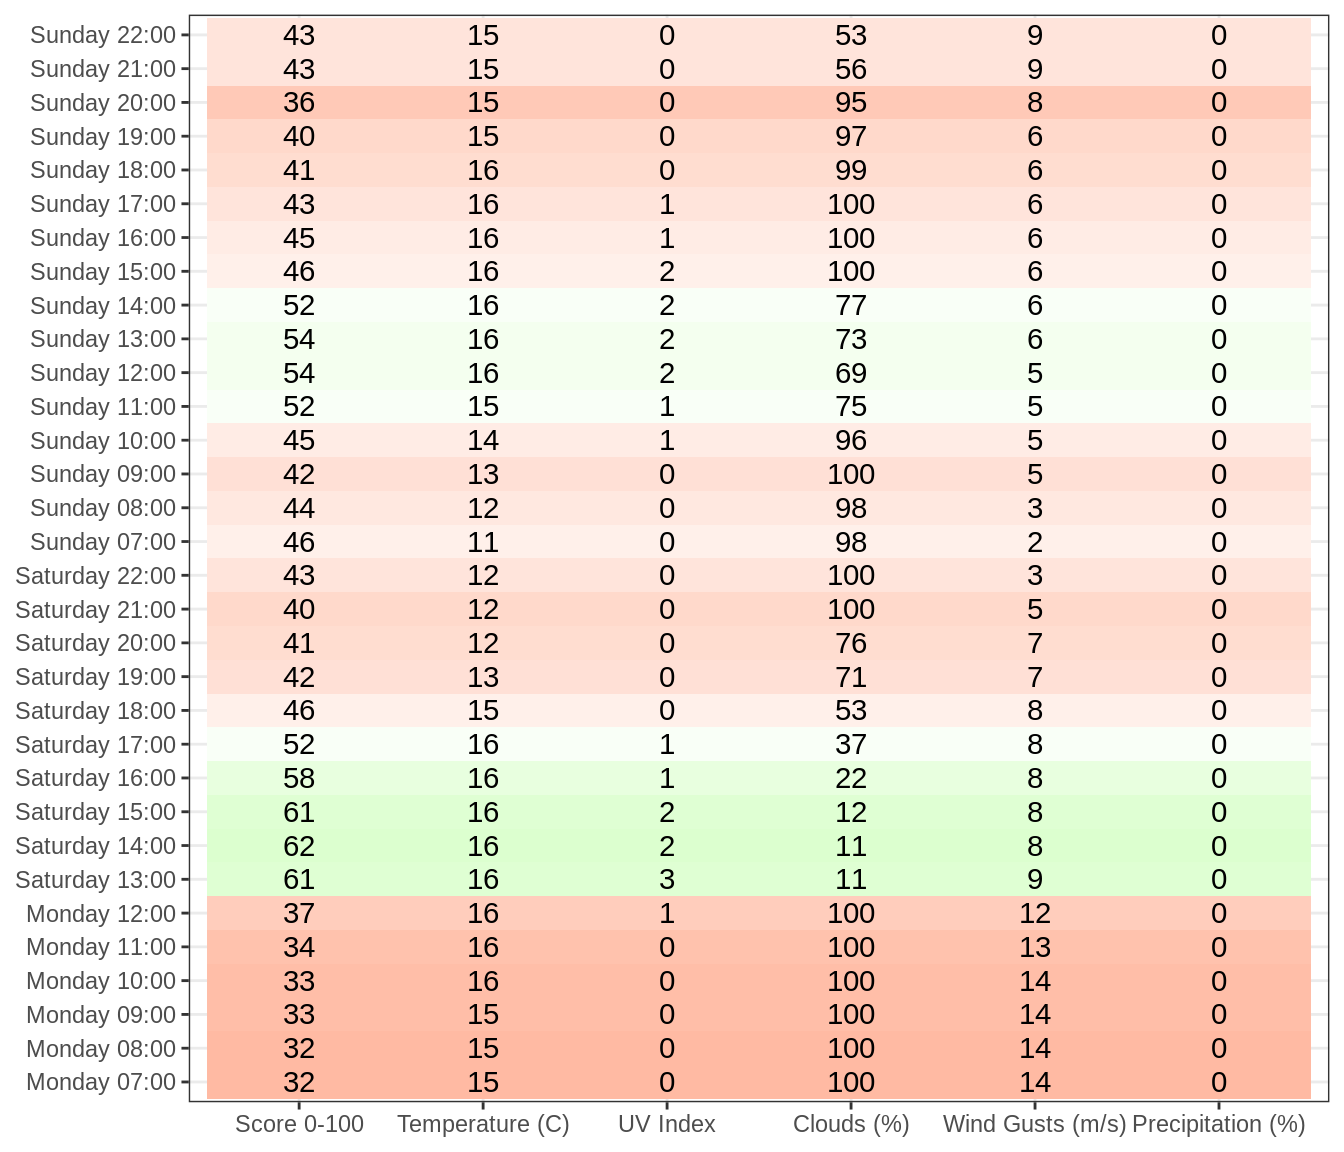 Sunday 22:00 43 15 0 53 9 0
Sunday 21:00 43 15 0 56 9 0
Sunday 20:00 36 15 0 95 8 0
Sunday 19:00 40 15 0 97 6 0
Sunday 18:00 41 16 0 99 6 0
Sunday 17:00 43 16 1 100 6 0
Sunday 16:00 45 16 1 100 6 0
Sunday 15:00 46 16 2 100 6 0
Sunday 14:00 52 16 2 77 6 0
Sunday 13:00 54 16 2 73 6 0
Sunday 12:00 54 16 2 69 5 0
Sunday 11:00 52 15 1 75 5 0
Sunday 10:00 45 14 1 96 5 0
Sunday 09:00 42 13 0 100 5 0
Sunday 08:00 44 12 0 98 3 0
Sunday 07:00 46 11 0 98 2 0
Saturday 22:00 43 12 0 100 3 0
Saturday 21:00 40 12 0 100 5 0
Saturday 20:00 41 12 0 76 7 0
Saturday 19:00 42 13 0 71 7 0
Saturday 18:00 46 15 0 53 8 0
Saturday 17:00 52 16 1 37 8 0
Saturday 16:00 58 16 1 22 8 0
Saturday 15:00 61 16 2 12 8 0
Saturday 14:00 62 16 2 11 8 0
Saturday 13:00 61 16 3 11 9 0
Monday 12:00 37 16 1 100 12 0
Monday 11:00 34 16 0 100 13 0
Monday 10:00 33 16 0 100 14 0
Monday 09:00 33 15 0 100 14 0
Monday 08:00 32 15 0 100 14 0
Monday 07:00 32 15 0 100 14 0
Score 0-100 Temperature (C) UV Index Clouds (%) Wind Gusts (m/s) Precipitation (%)